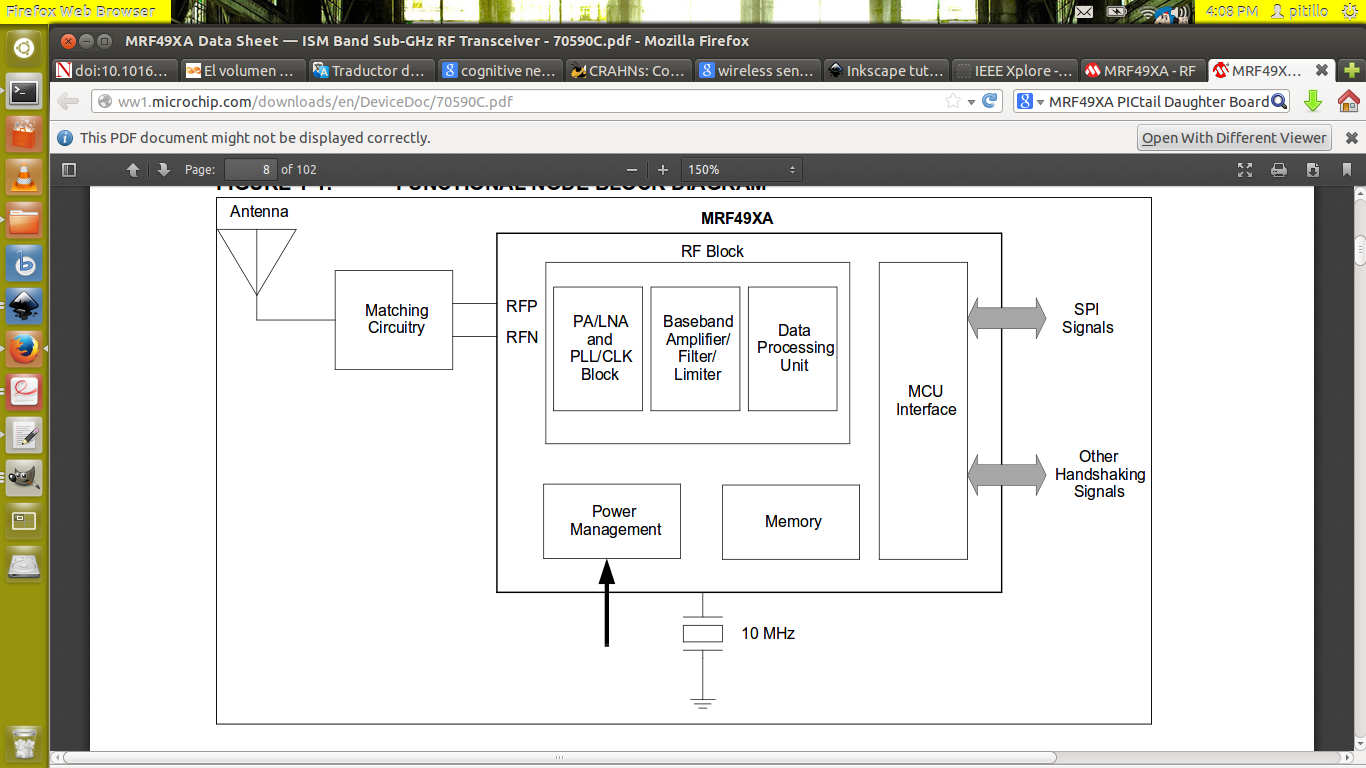 Firefox Web Browser
4:08 PM
pitillo
MRF49XA Data Sheet — ISM Band Sub-GHz RF Transceiver - 70590C.pdf - Mozilla Firefox
doi:10.1016...
El volumen ...
Traductor d...
cognitive ne...
CRAHNs: Co...
wireless sen...
Inkscape tut...
IEEE Xplore -...
MRF49XA - RF
MRF49X...
ww1.microchip.com/downloads/en/DeviceDoc/70590C.pdf
MRF49XA PICtail Daughter Board
This PDF document might not be displayed correctly.
Open With Different Viewer
Page:
8
of 102
150%
FUNCTIONAL NODE BLOCK DIAGRAM
Antenna
MRF49XA
RF Block
Matching
Circuitry
RFP
RFN
PA/LNA
and
PLL/CLK
Block
Baseband
Amplifier/
Filter/
Limiter
Data
Processing
Unit
MCU
Interface
SPI
Signals
Other
Handshaking
Signals
Power
Management
Memory
10 MHz